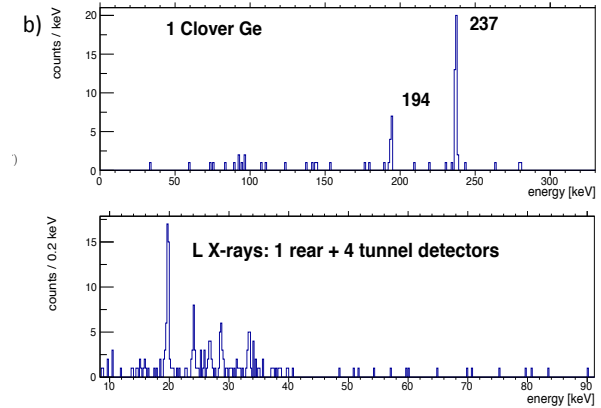 b)
1 Clover Ge
237
194
counts / keV
20
15
10
5
0
0 50 100 150 200 250 300
energy [keV]
)
L X-rays: 1 rear + 4 tunnel detectors
counts / 0.2 keV
15
10
5
0
10 20 30 40 50 60 70 80 90
energy [keV]